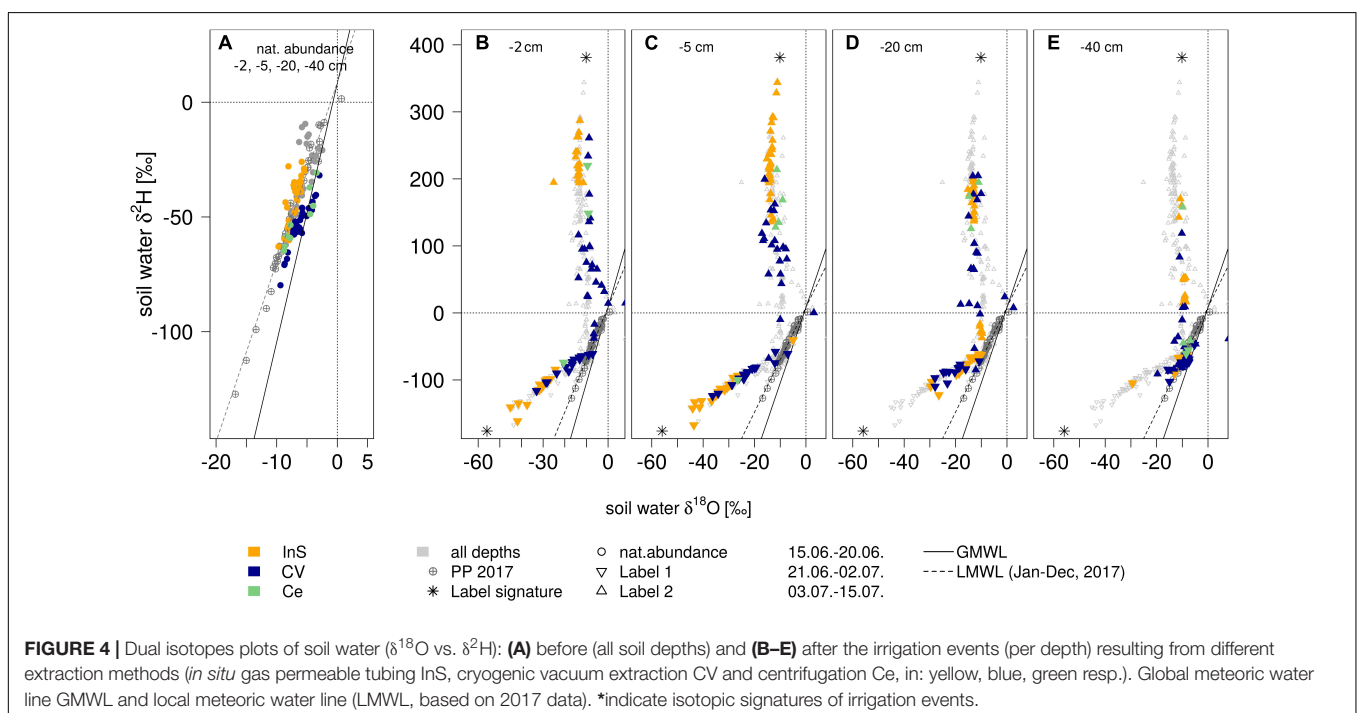 A
nat. abundance
-2, -5, -20, -40 cm
B
-2 cm
C
-5 cm
D
-20 cm
E
-40 cm
soil water δ²H [‰]
0
-50
-100
400
300
200
100
0
-100
-20 -10 0 5
-60 -30 0
-60 -40 -20 0
-60 -40 -20 0
-60 -40 -20 0
soil water δ¹⁸O [‰]
InS
CV
Ce
all depths
PP 2017
Label signature
nat.abundance
Label 1
Label 2
15.06.-20.06.
21.06.-02.07.
03.07.-15.07.
GMWL
LMWL (Jan-Dec, 2017)
FIGURE 4 | Dual isotopes plots of soil water (δ¹⁸O vs. δ²H): (A) before (all soil depths) and (B–E) after the irrigation events (per depth) resulting from different
extraction methods (in situ gas permeable tubing InS, cryogenic vacuum extraction CV and centrifugation Ce, in: yellow, blue, green resp.). Global meteoric water
line GMWL and local meteoric water line (LMWL, based on 2017 data). *indicate isotopic signatures of irrigation events.